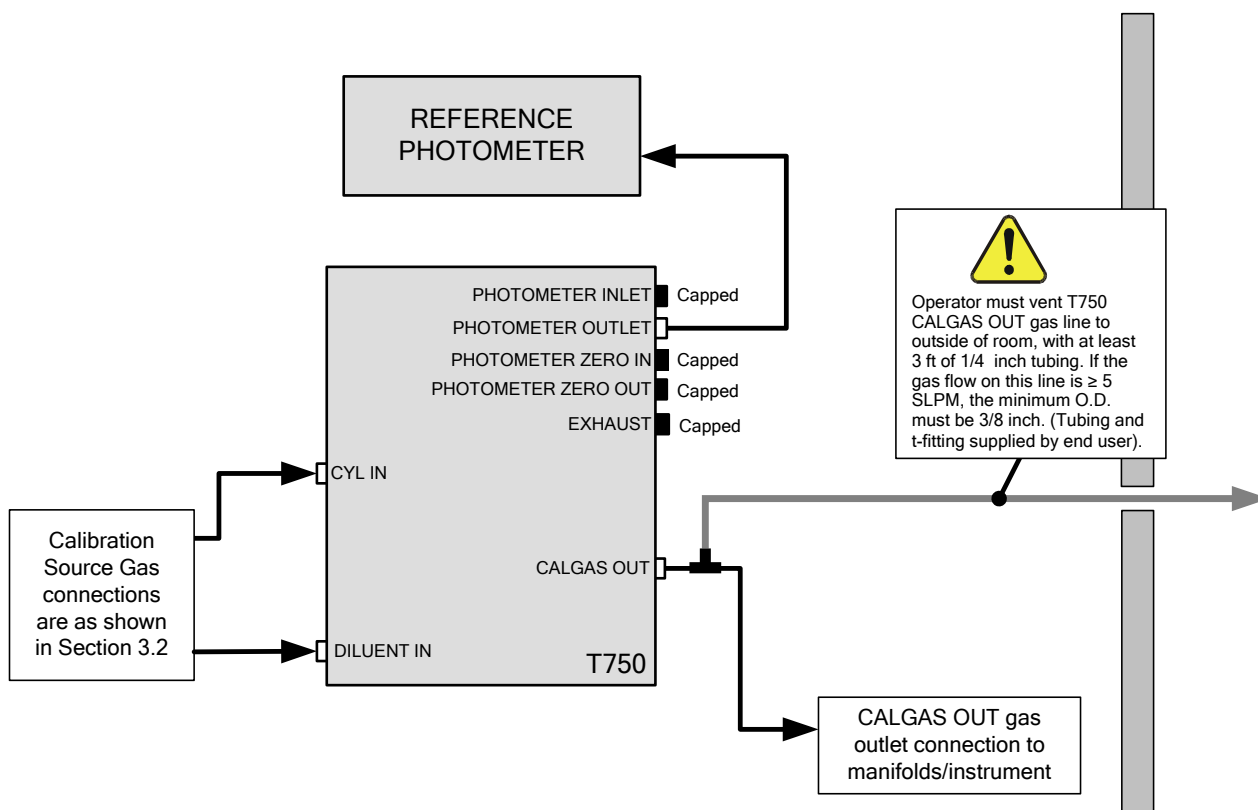 REFERENCE
PHOTOMETER
PHOTOMETER INLET Capped
PHOTOMETER OUTLET
PHOTOMETER ZERO IN Capped
PHOTOMETER ZERO OUT Capped
EXHAUST Capped
Operator must vent T750
CALGAS OUT gas line to
outside of room, with at least
3 ft of 1/4 inch tubing. If the
gas flow on this line is ≥ 5
SLPM, the minimum O.D.
must be 3/8 inch. (Tubing and
t-fitting supplied by end user).
CYL IN
Calibration
Source Gas
connections
are as shown
in Section 3.2
CALGAS OUT
DILUENT IN
T750
CALGAS OUT gas
outlet connection to
manifolds/instrument